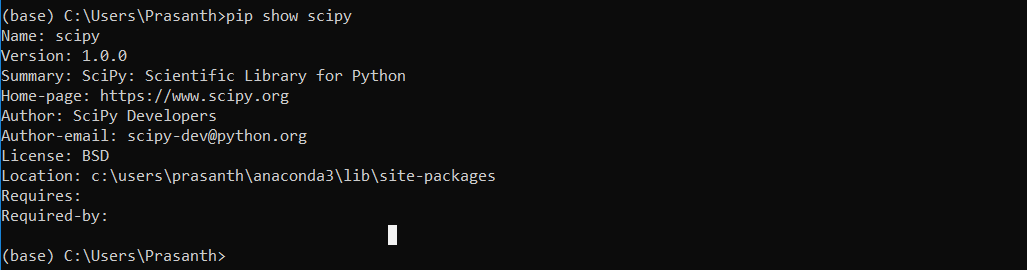 (base) C:\Users\Prasanth>pip show scipy
Name: scipy
Version: 1.0.0
Summary: SciPy: Scientific Library for Python
Home-page: https://www.scipy.org
Author: SciPy Developers
Author-email: scipy-dev@python.org
License: BSD
Location: c:\users\prasanth\anaconda3\lib\site-packages
Requires:
Required-by:
(base) C:\Users\Prasanth>